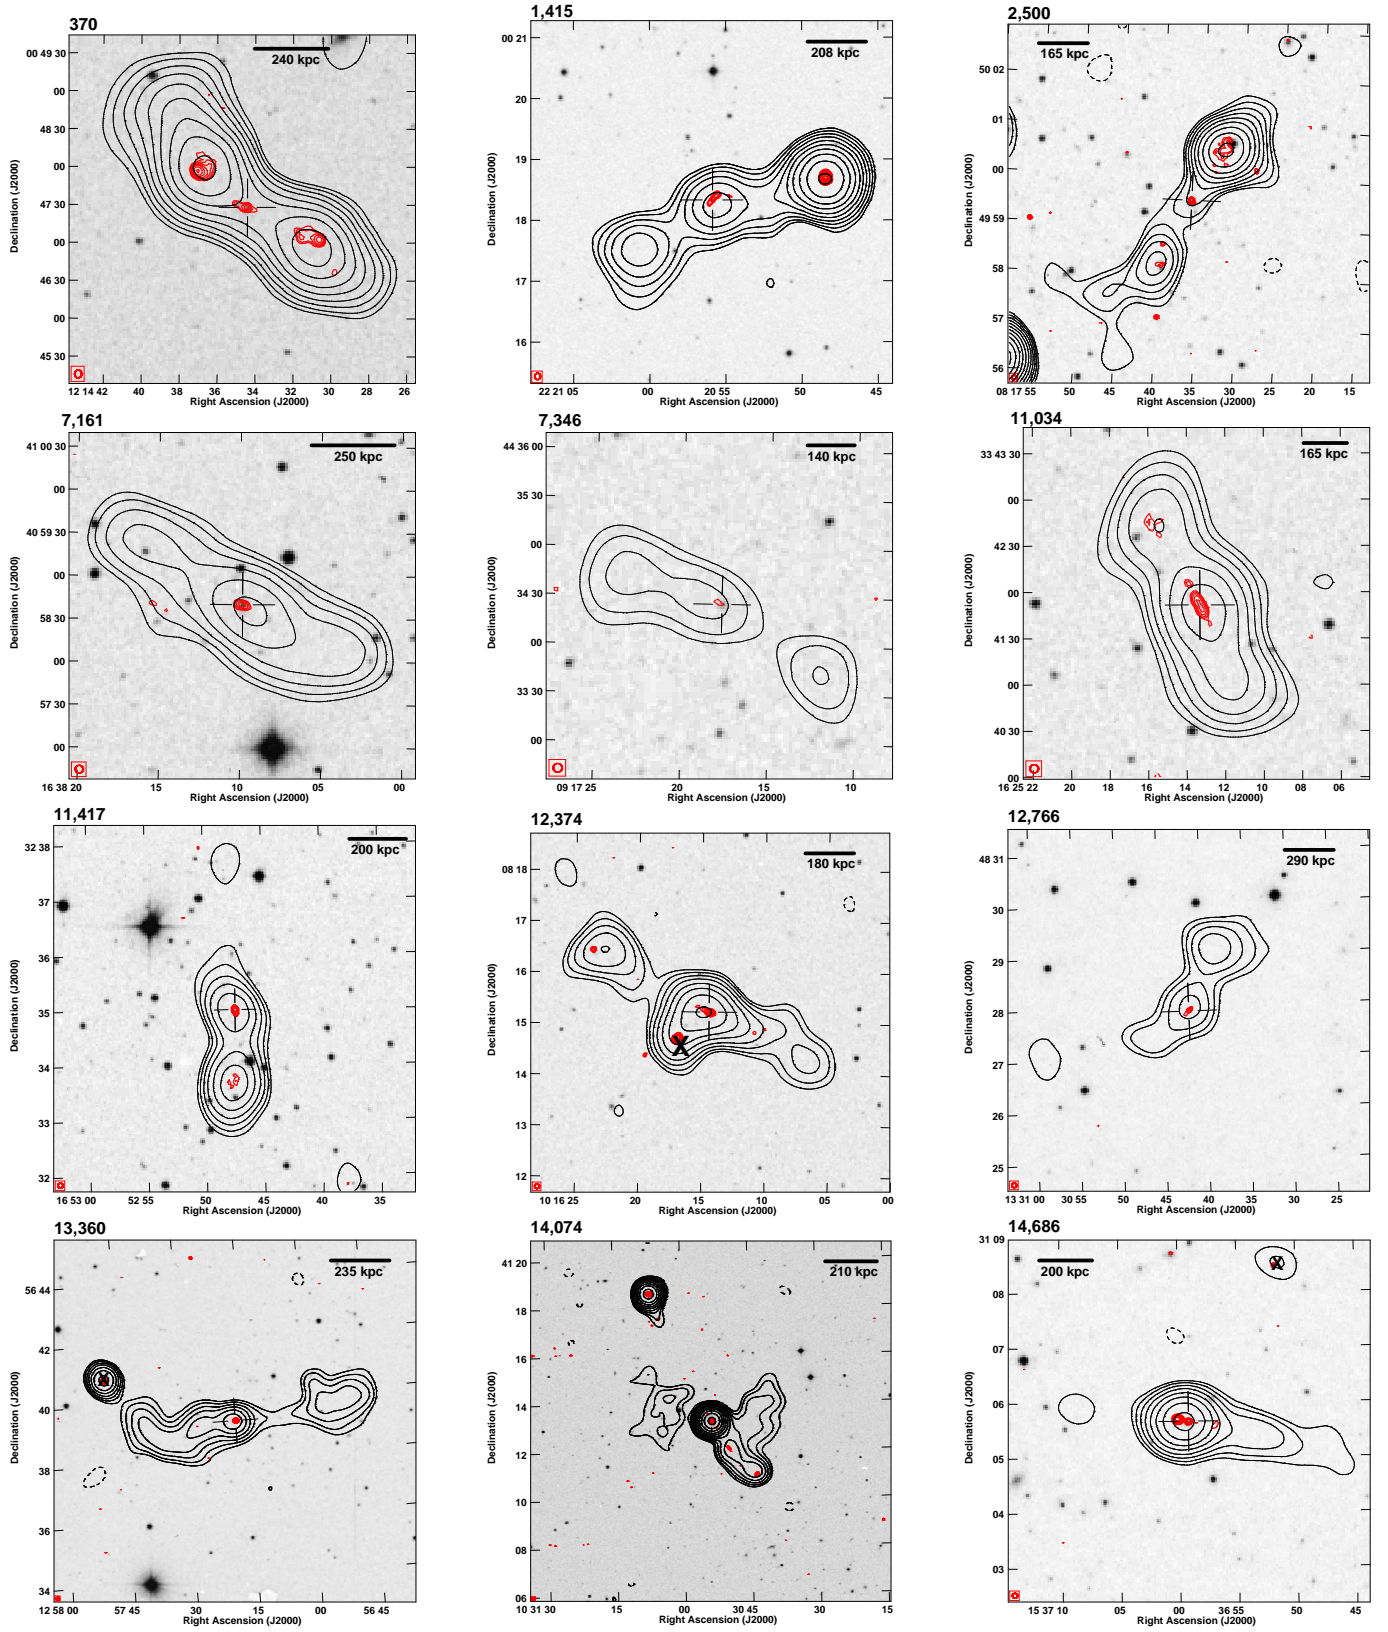 370
240 kpc
00 49 30
00
48 30
00
47 30
00
46 30
00
45 30
Declination (J2000)
12 14 42 40 38 36 34 32 30 28 26
Right Ascension (J2000)
1,415
208 kpc
00 21
20
19
18
17
16
Declination (J2000)
22 21 05 00 20 55 50 45
Right Ascension (J2000)
2,500
165 kpc
50 02
01
00
49 59
58
57
56
Declination (J2000)
08 17 55 50 40 35 30 25 20 15
Right Ascension (J2000)
7,161
250 kpc
41 00 30
00
40 59 30
00
58 30
00
57 30
00
Declination (J2000)
16 38 20 15 10 05 00
Right Ascension (J2000)
7,346
140 kpc
44 36 00
35 30
00
34 30
00
33 30
00
Declination (J2000)
09 17 25 20 15 10
Right Ascension (J2000)
11,034
165 kpc
33 43 30
00
42 30
00
41 30
00
40 30
00
Declination (J2000)
16 25 22 20 18 16 14 12 10 08 06
Right Ascension (J2000)
11,417
200 kpc
32 38
37
36
35
34
33
32
Declination (J2000)
16 53 00 52 55 50 45 40 35
Right Ascension (J2000)
12,374
180 kpc
08 18
17
16
15
14
13
12
Declination (J2000)
X
10 16 25 20 15 10 05 00
Right Ascension (J2000)
12,766
290 kpc
48 31
30
29
28
27
26
25
Declination (J2000)
13 31 00 30 55 50 45 40 35 30 25
Right Ascension (J2000)
13,360
235 kpc
56 44
42
40
38
36
34
Declination (J2000)
X
12 58 00 57 45 30 15 00 56 45
Right Ascension (J2000)
14,074
210 kpc
41 20
18
16
14
12
10
08
06
Declination (J2000)
10 31 30 15 00 30 45 30 15
Right Ascension (J2000)
14,686
200 kpc
31 09
08
07
06
05
04
03
Declination (J2000)
X
15 37 10 05 00 36 55 50 45
Right Ascension (J2000)